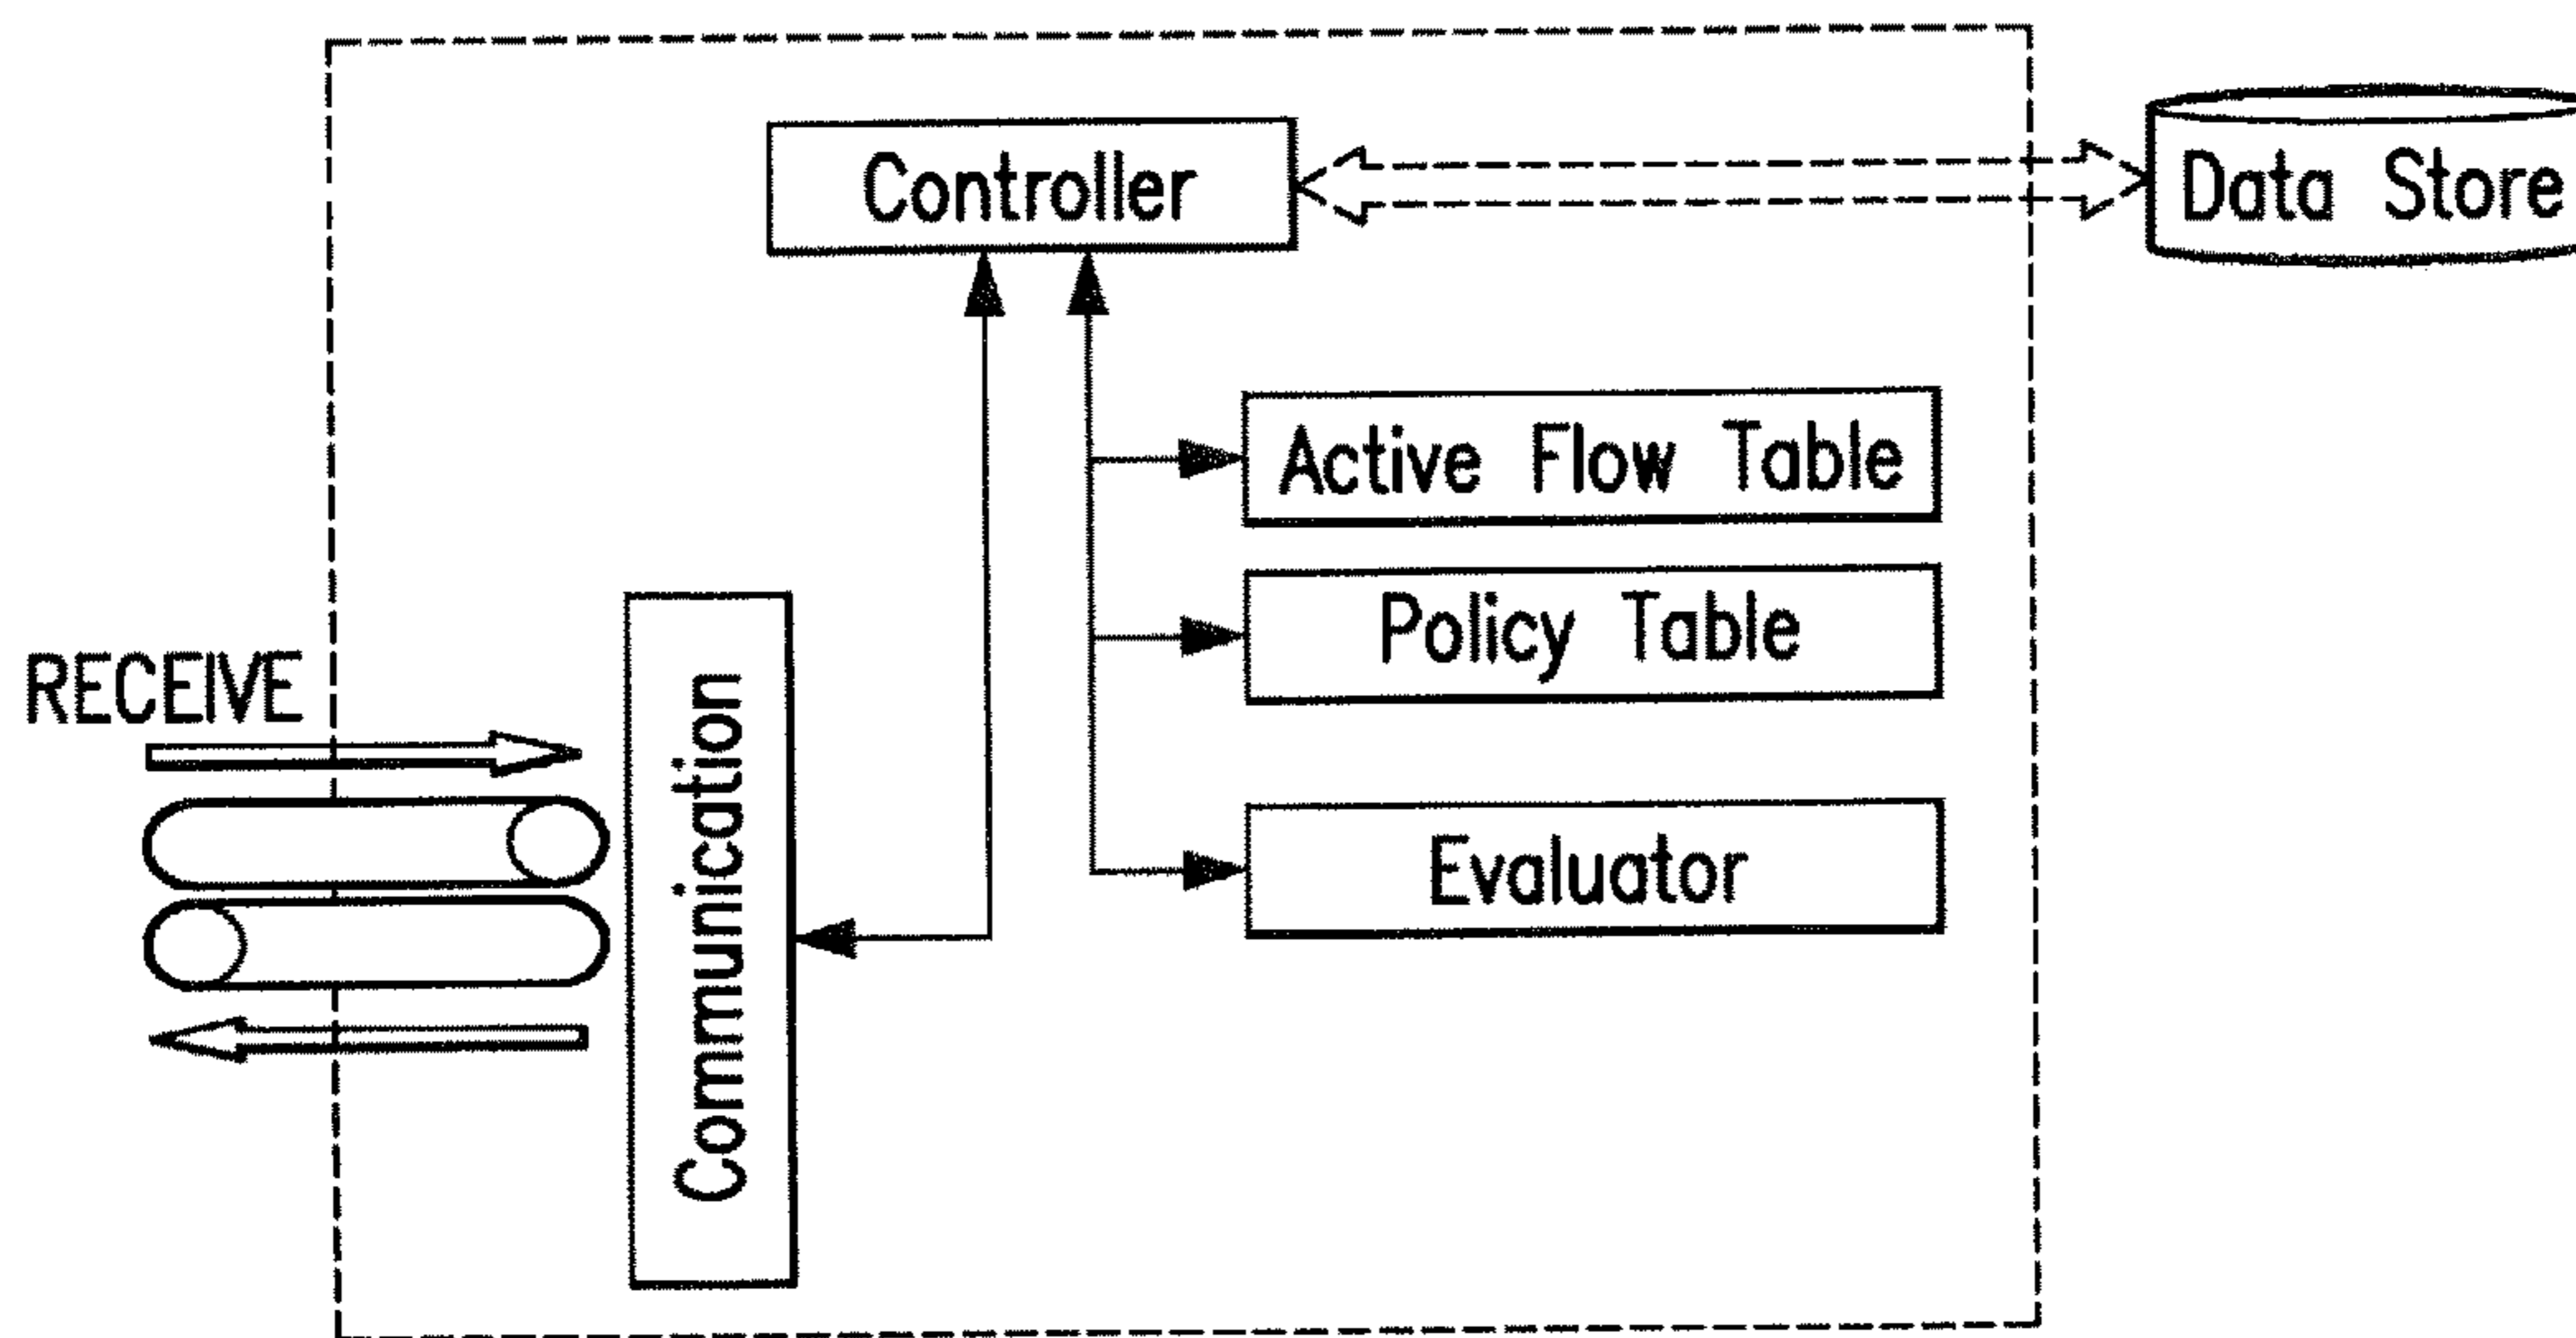 Controller
Data Store
Active Flow Table
Policy Table
RECEIVE
Communication
Evaluator